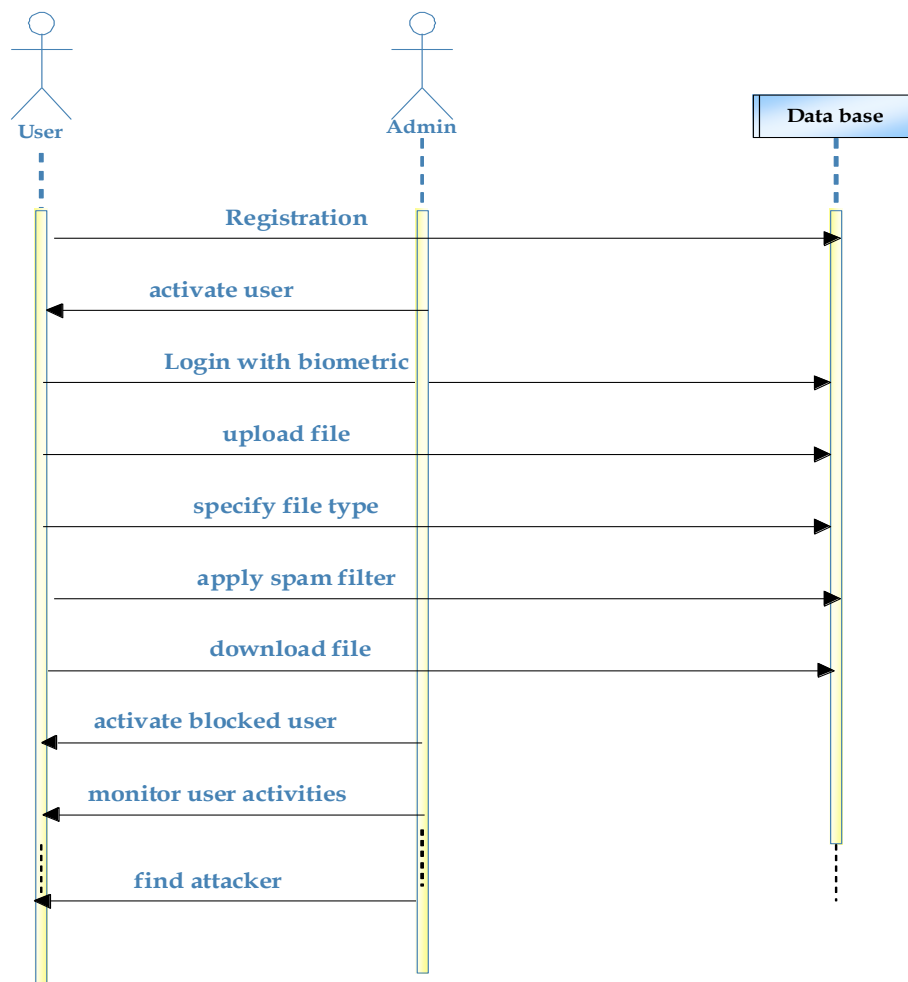 User
Admin
Data base
Registration
activate user
Login with biometric
upload file
specify file type
apply spam filter
download file
activate blocked user
monitor user activities
find attacker